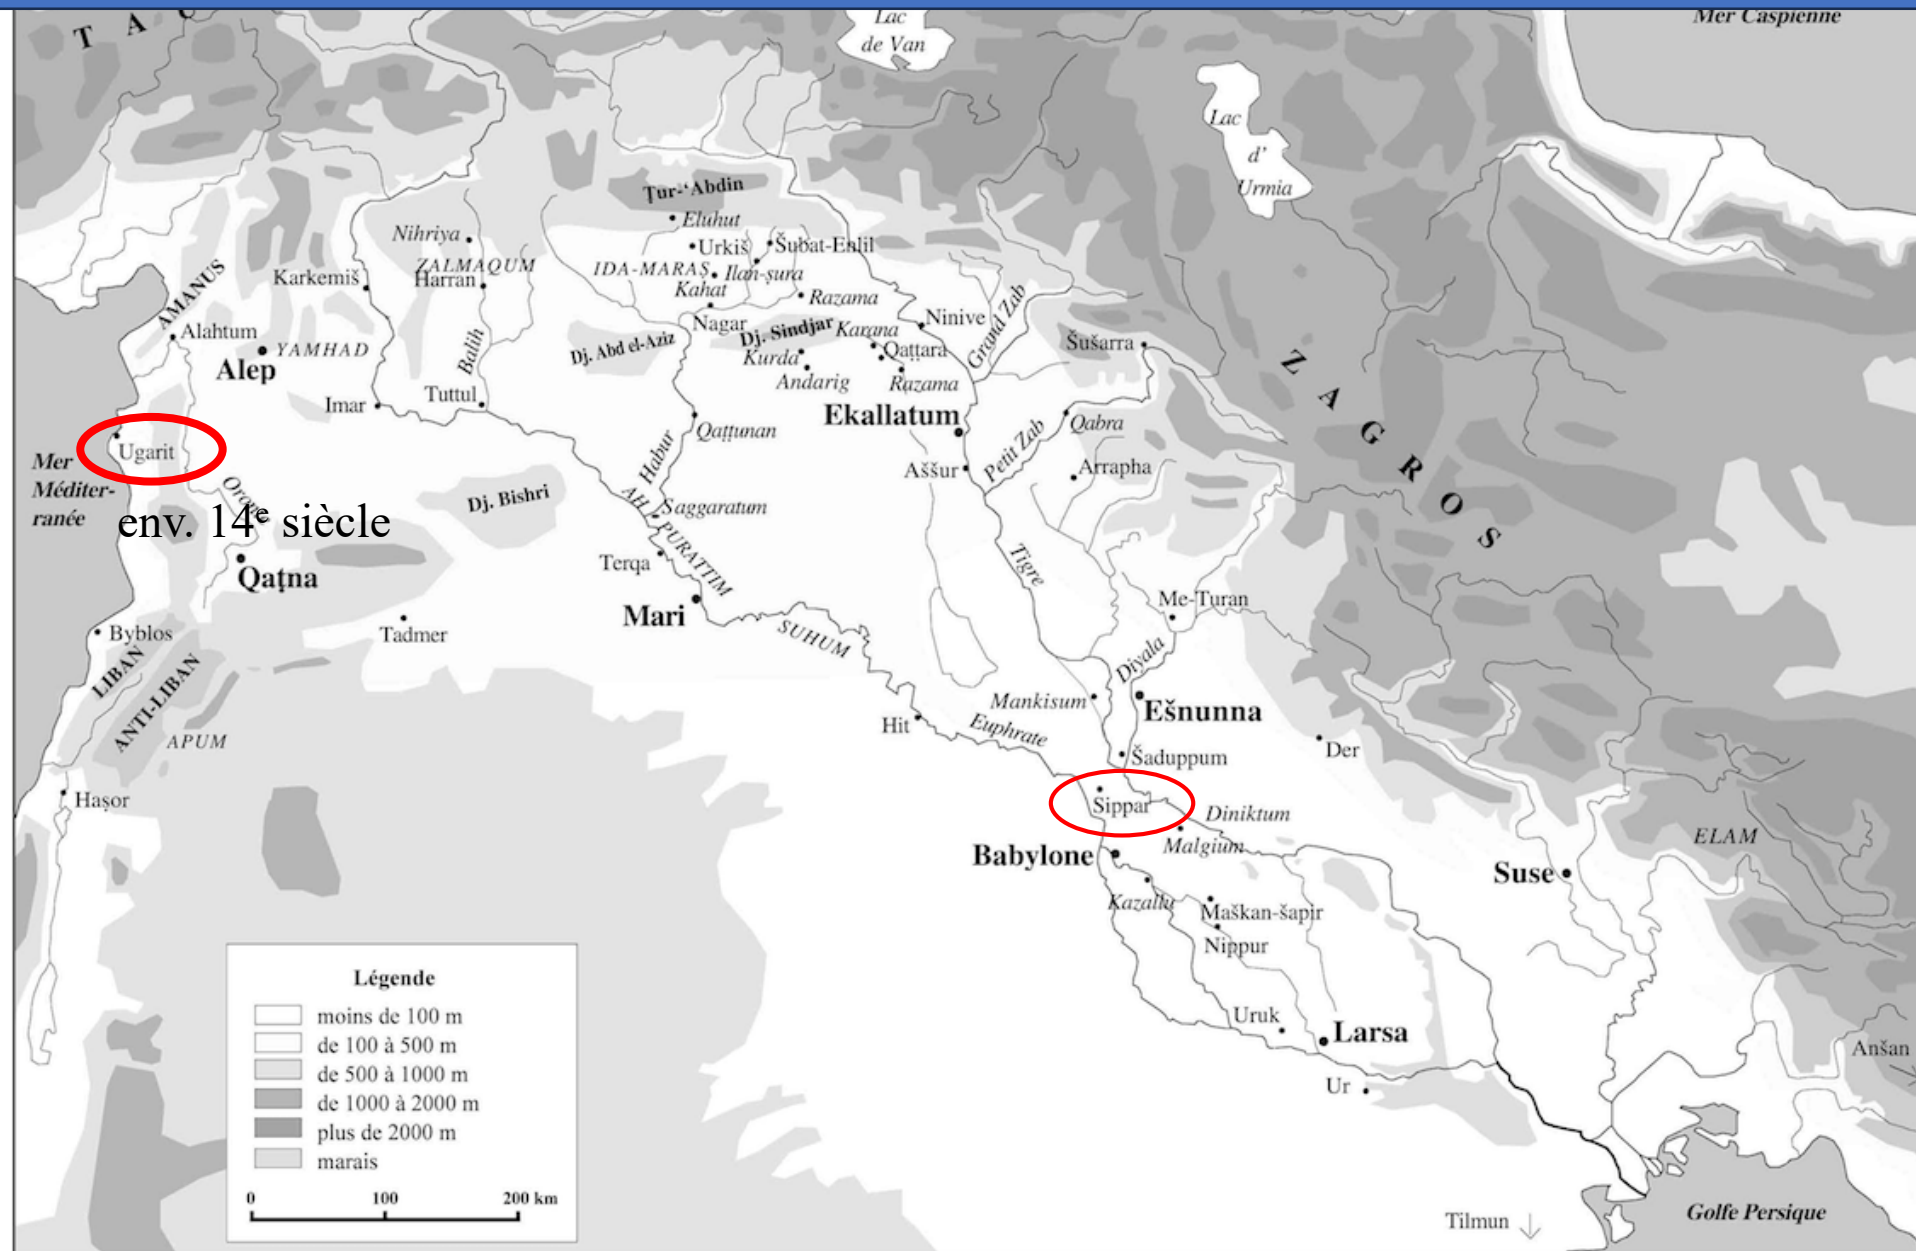 T A
Lac
de Van
Mer Caspienne
Lac
d'
Urmia
Ṭur-‘Abdin
Eluhut
Nihriya
Urkiš
Šubat-Enlil
ZALMAQUM
IDA-MARAṢ
Ilan-ṣura
Karkemiš
Harran
Kahat
Razama
AMANUS
Grand Zab
Alahtum
Nagar
Dj. Sindjar
Karana
Ninive
YAMHAD
Alep
Balih
Dj. Abd el-Aziz
Kurda
Qaṭṭara
Šušarra
Andarig
Razama
ZAGROS
Imar
Tuttul
Ekallatum
Qaṭṭunan
Qabra
Ugarit
Habur
Aššur
Petit Zab
Arrapha
Mer
Méditer-
ranée
Oronte
Dj. Bishri
AH PURATTIM
Saggaratum
env. 14e siècle
Terqa
Tigre
Qaṭna
Mari
Me-Turan
Byblos
Tadmer
SUHUM
Diyala
LIBAN
ANTI-LIBAN
Mankisum
Ešnunna
APUM
Hit
Euphrate
Der
Šaduppum
Haṣor
Sippar
Diniktum
Malgium
ELAM
Babylone
Suse
Kazallu
Maškan-šapir
Nippur
Uruk
Larsa
Anšan
Ur
Légende
moins de 100 m
de 100 à 500 m
de 500 à 1000 m
de 1000 à 2000 m
plus de 2000 m
marais
0 100 200 km
Tilmun
Golfe Persique